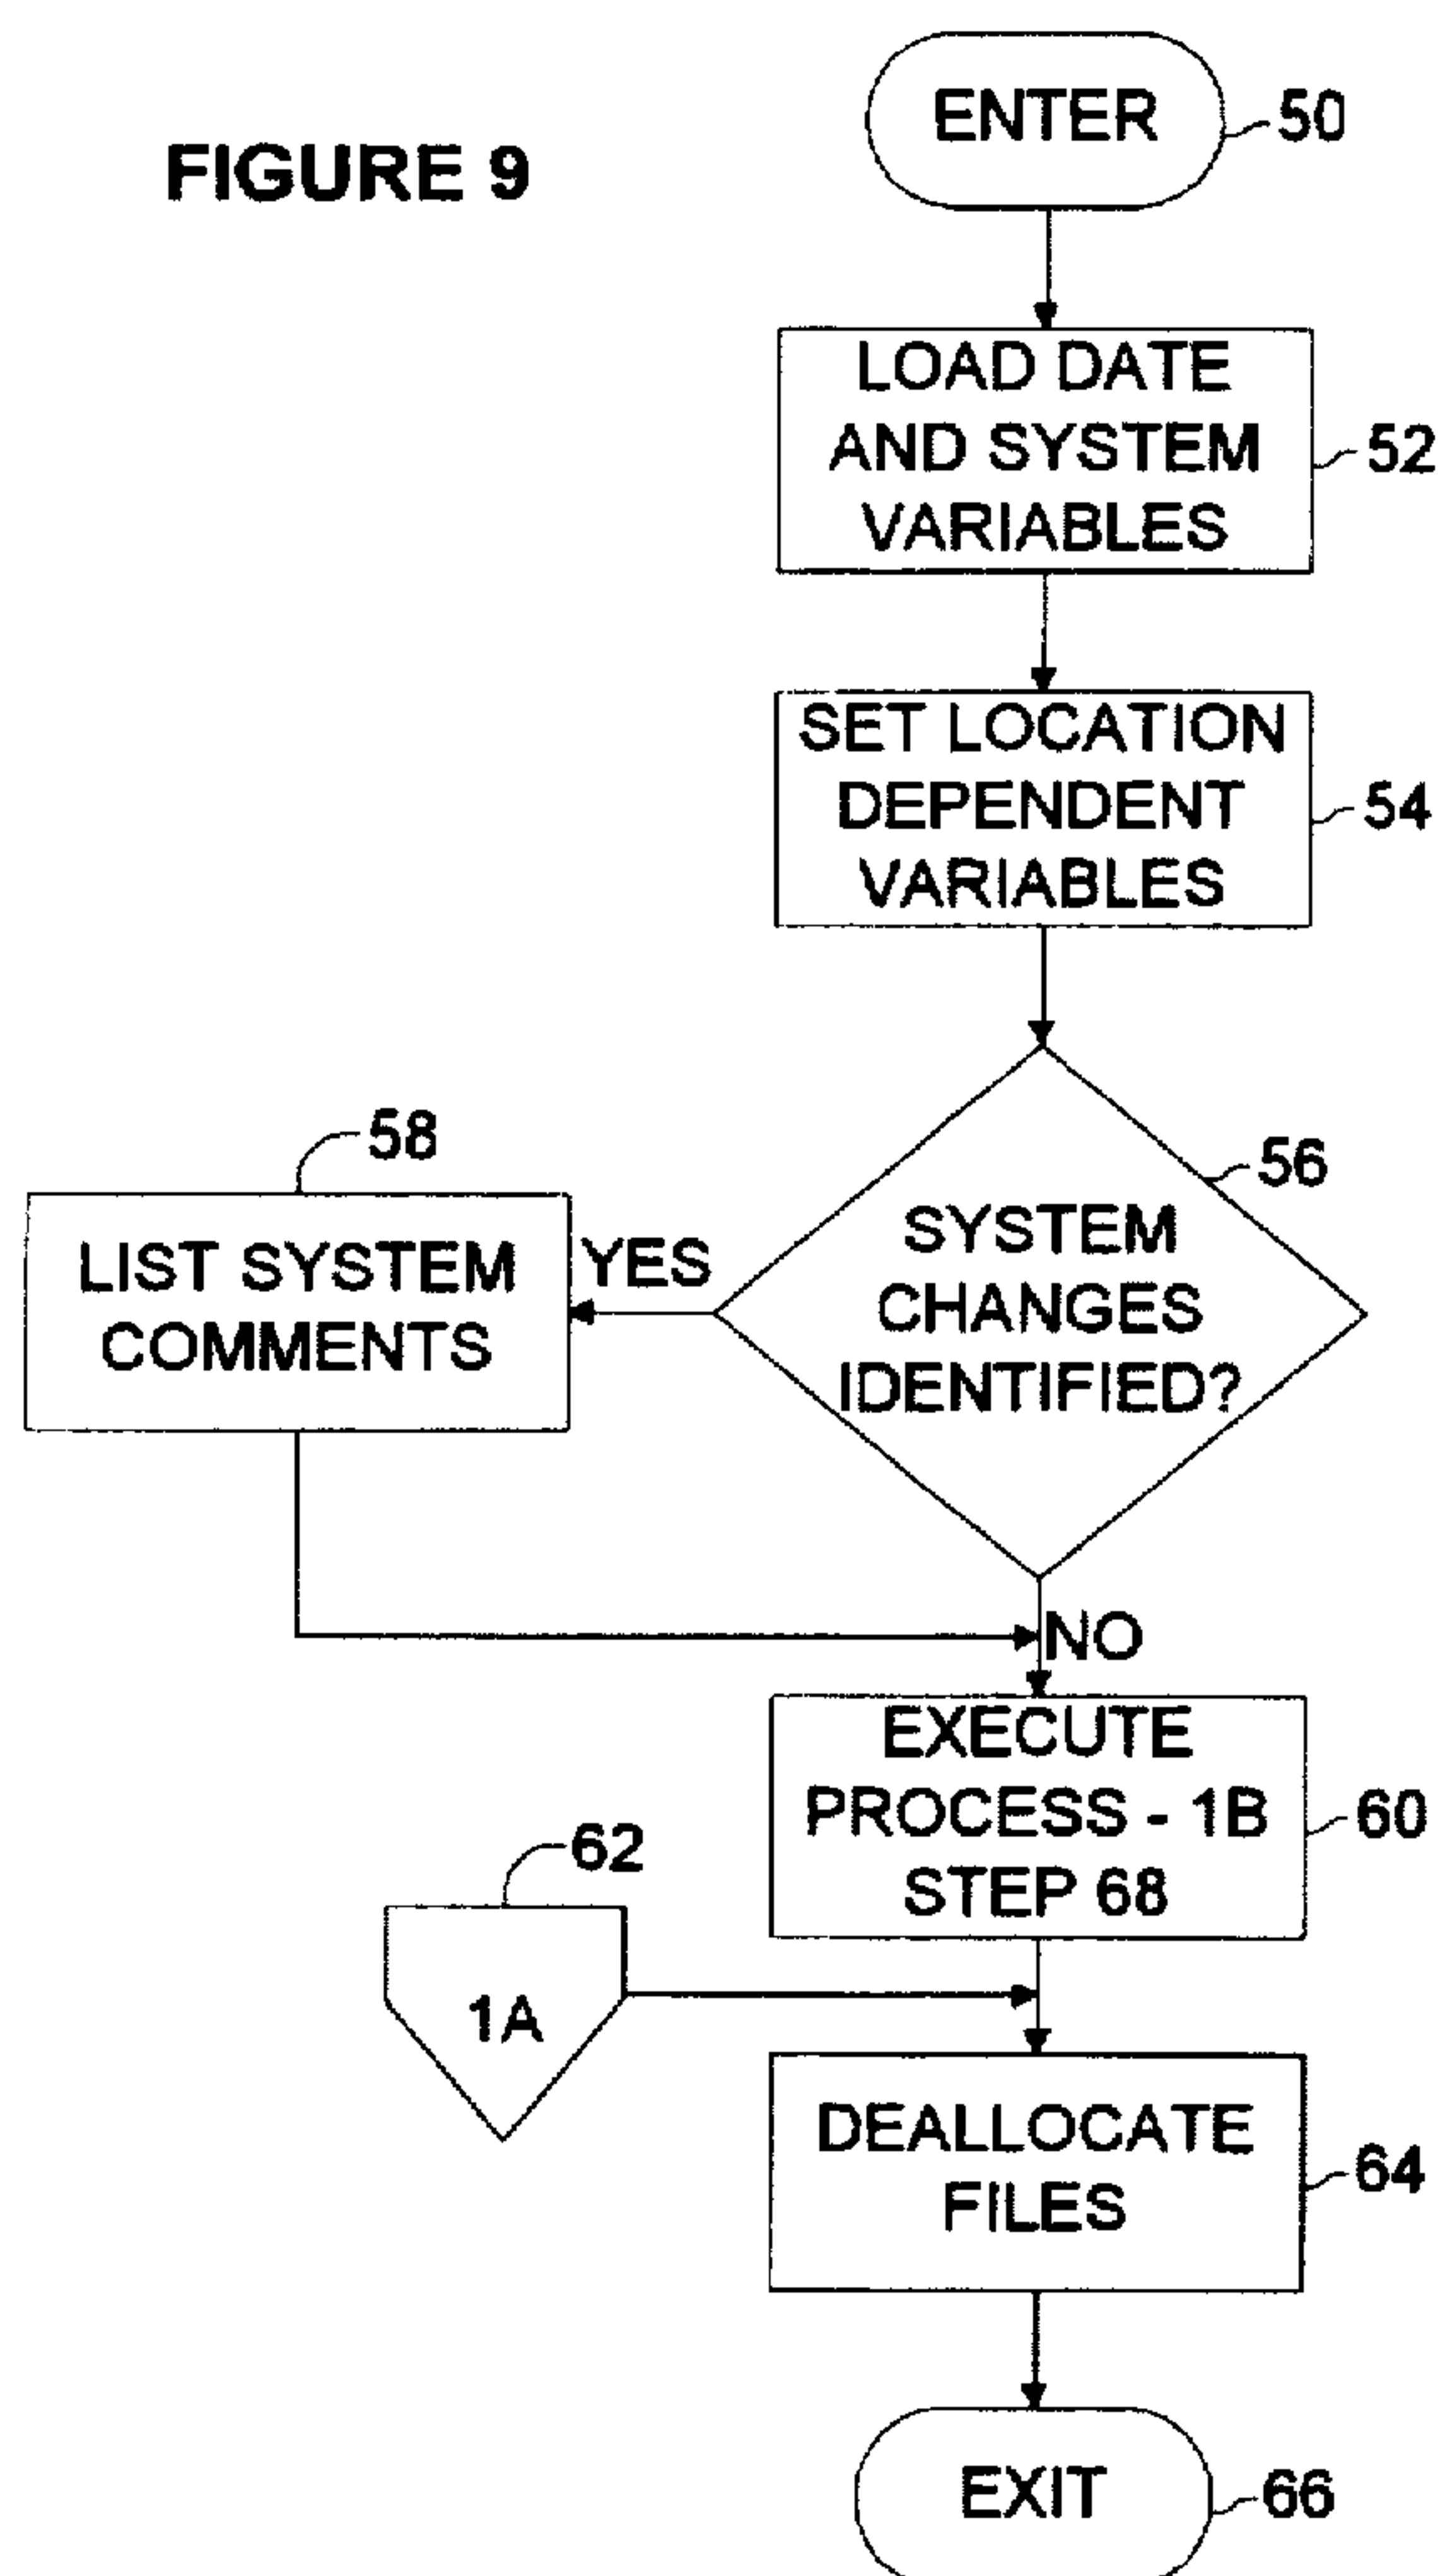 FIGURE 9
ENTER
50
LOAD DATE
AND SYSTEM
VARIABLES
52
SET LOCATION
DEPENDENT
VARIABLES
54
56
SYSTEM
CHANGES
IDENTIFIED?
YES
58
LIST SYSTEM
COMMENTS
NO
EXECUTE
PROCESS - 1B
STEP 68
60
62
1A
DEALLOCATE
FILES
64
EXIT
66